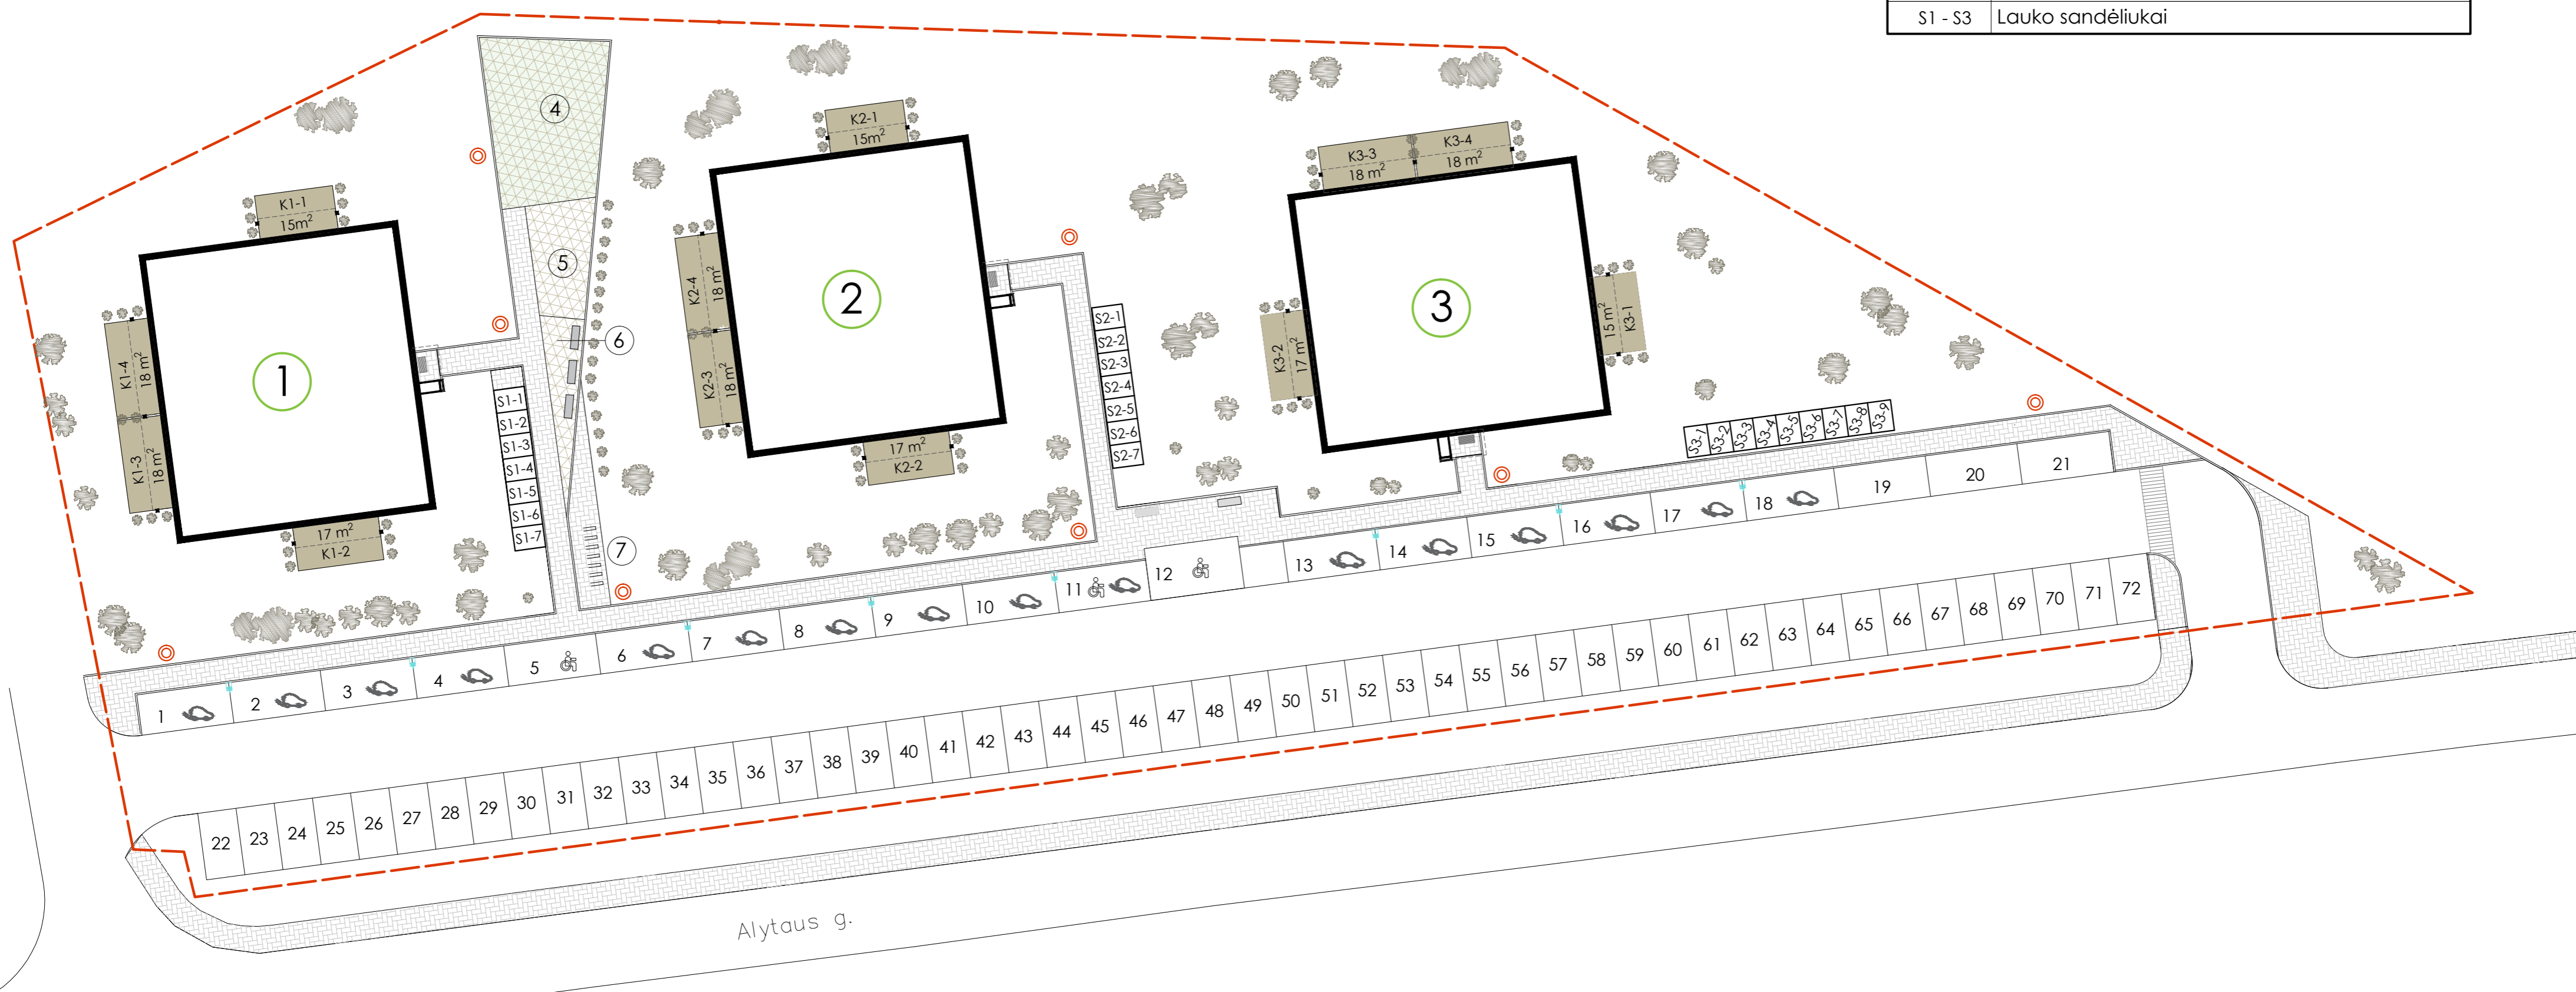 S1 - S3 Lauko sandėliukai
4
K1-1
15m²
K2-1
15m²
K3-3
18 m²
K3-4
18 m²
5
6
7
1
2
3
K1-4
18 m²
K1-3
18 m²
17 m²
K1-2
K2-4
18 m²
K2-3
18 m²
17 m²
K2-2
K3-2
17 m²
15 m²
K3-1
S1-1
S1-2
S1-3
S1-4
S1-5
S1-6
S1-7
S2-1
S2-2
S2-3
S2-4
S2-5
S2-6
S2-7
S3-1
S3-2
S3-3
S3-4
S3-5
S3-6
S3-7
S3-8
S3-9
1 2 3 4 5 6 7 8 9 10 11 12 13 14 15 16 17 18 19 20 21
22 23 24 25 26 27 28 29 30 31 32 33 34 35 36 37 38 39 40 41 42 43 44 45 46 47 48 49 50 51 52 53 54 55 56 57 58 59 60 61 62 63 64 65 66 67 68 69 70 71 72
Alytaus g.